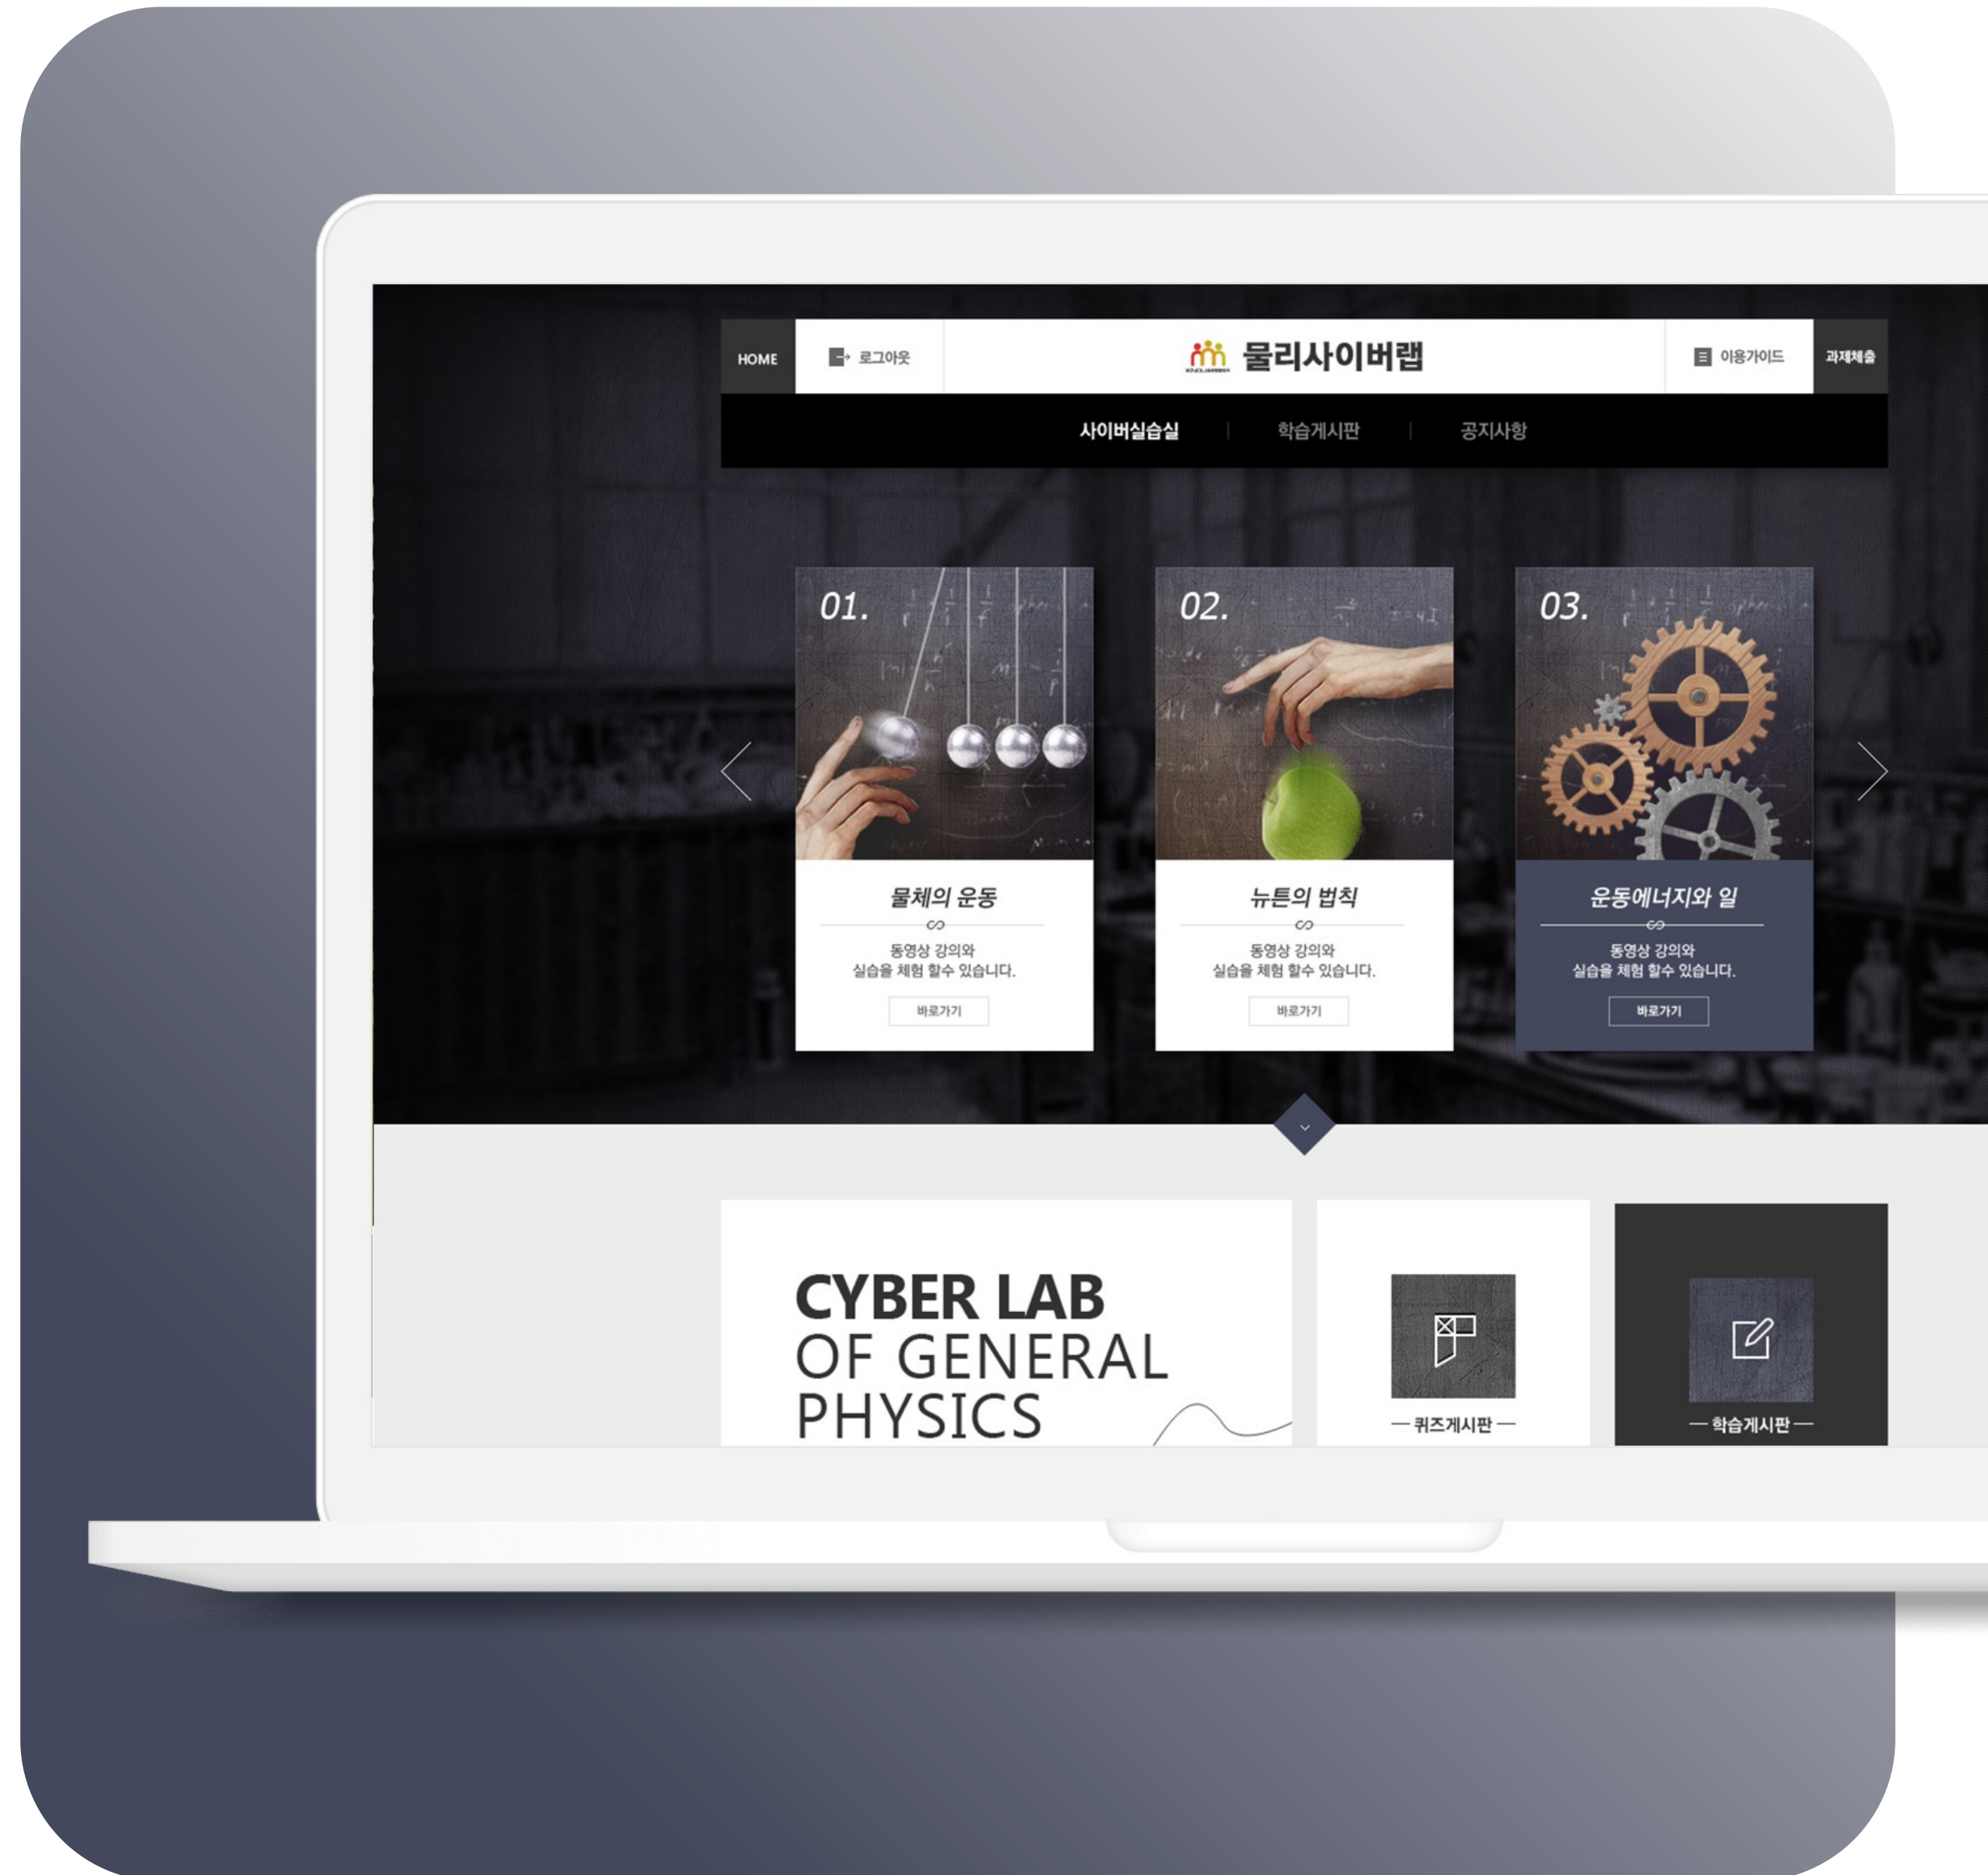 HOME
로그아웃
물리사이버랩
이용가이드
과제체출
사이버실습실
학습게시판
공지사항
01.
물체의 운동
동영상 강의와
실습을 체험 할수 있습니다.
바로가기
02.
뉴튼의 법칙
동영상 강의와
실습을 체험 할수 있습니다.
바로가기
03.
운동에너지와 일
동영상 강의와
실습을 체험 할수 있습니다.
바로가기
CYBER LAB
OF GENERAL
PHYSICS
퀴즈게시판
학습게시판